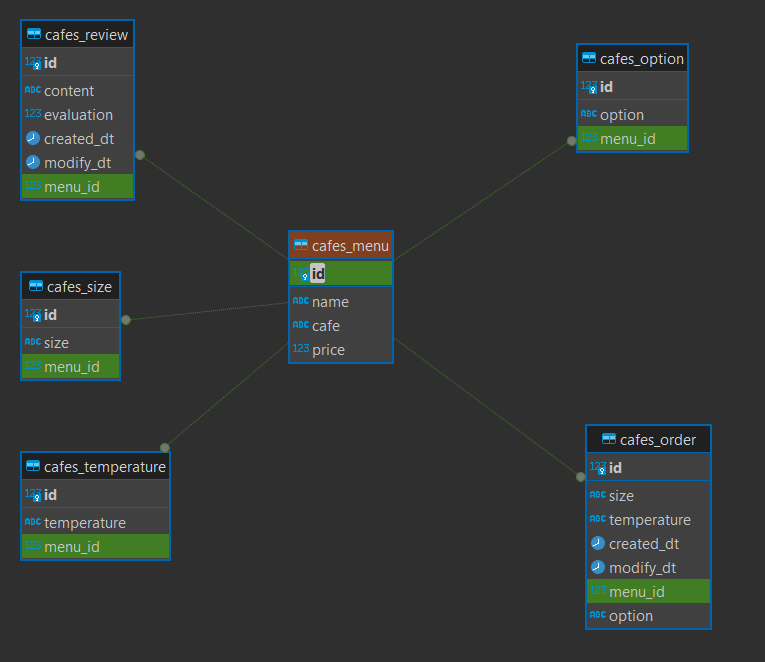 cafes_review
123 id
ABC content
123 evaluation
created_dt
modify_dt
123 menu_id
cafes_option
123 id
ABC option
123 menu_id
cafes_menu
123 id
ABC name
ABC cafe
123 price
cafes_size
123 id
ABC size
123 menu_id
cafes_temperature
123 id
ABC temperature
123 menu_id
cafes_order
123 id
ABC size
ABC temperature
created_dt
modify_dt
123 menu_id
ABC option